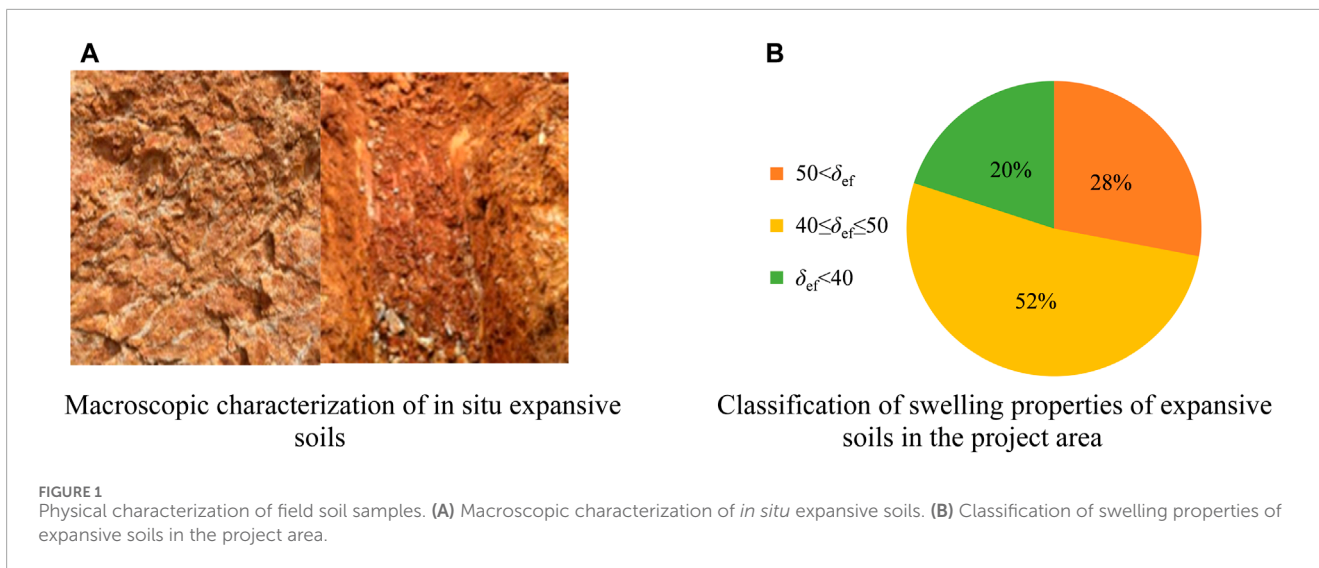 A
B
50<δef
40≤δef≤50
δef<40
20%
28%
52%
Macroscopic characterization of in situ expansive
soils
Classification of swelling properties of expansive
soils in the project area
FIGURE 1
Physical characterization of field soil samples. (A) Macroscopic characterization of in situ expansive soils. (B) Classification of swelling properties of
expansive soils in the project area.